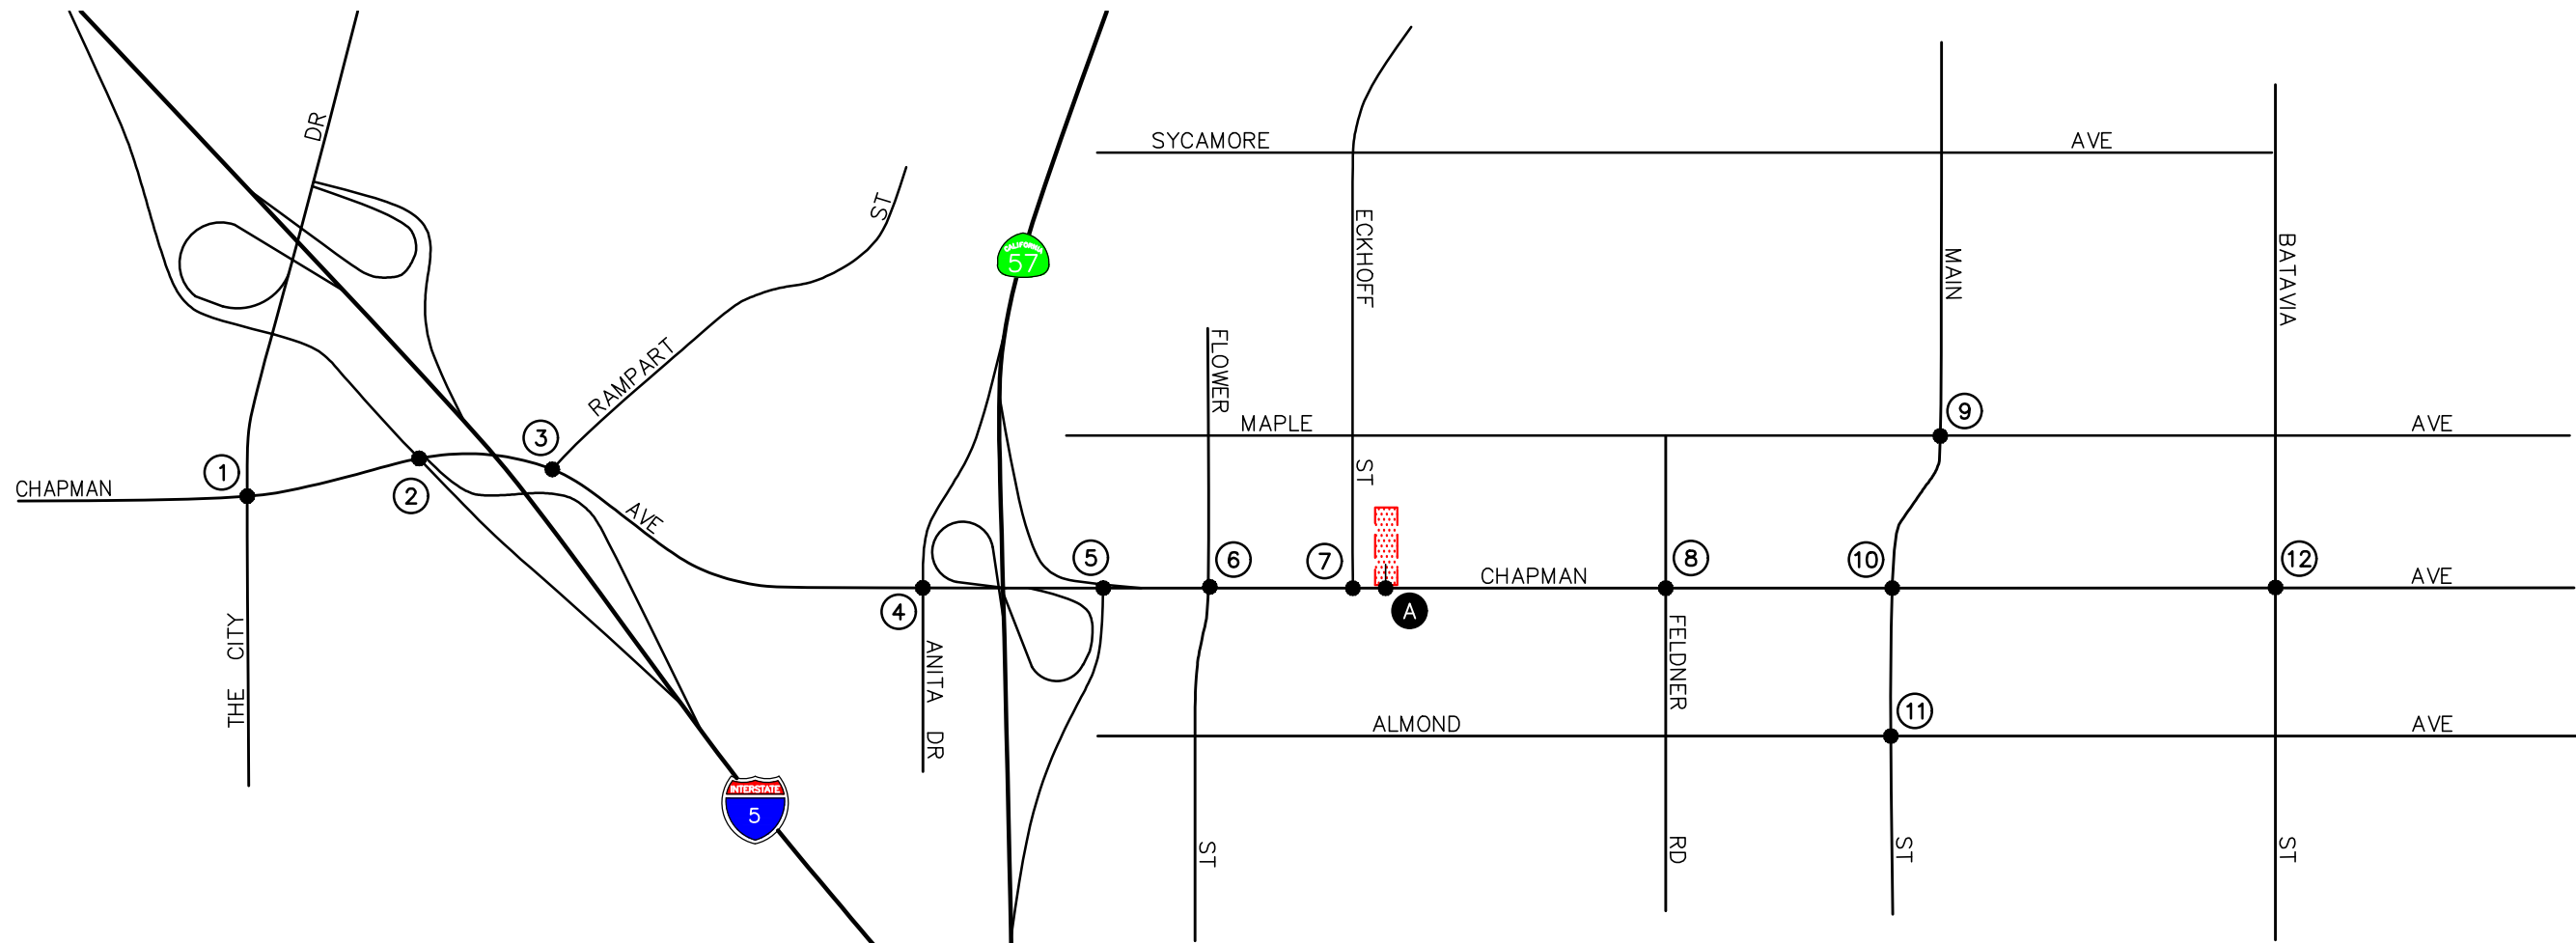 DR
SYCAMORE
AVE
ST
CALIFORNIA
57
ECKHOFF
ST
MAIN
BATAVIA
FLOWER
RAMPART
3
9
MAPLE
AVE
1
CHAPMAN
2
AVE
5
6
7
8
10
12
CHAPMAN
AVE
4
A
THE CITY
ANITA DR
FELDNER
11
ALMOND
AVE
INTERSTATE
5
ST
RD
ST
ST